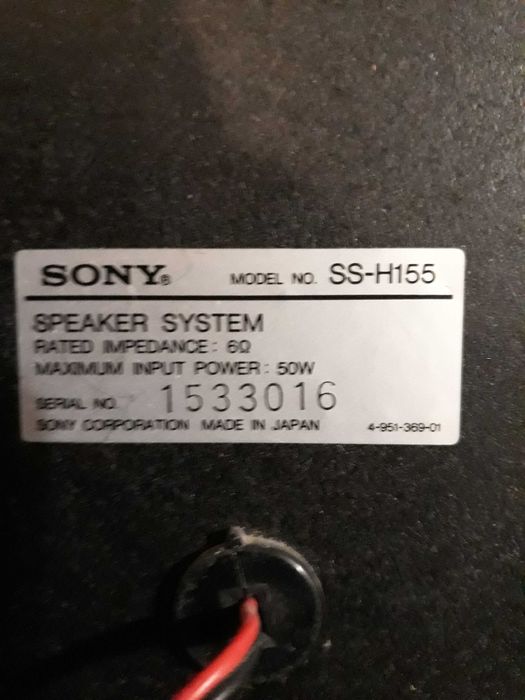 SONY® MODEL NO. SS-H155
SPEAKER SYSTEM
RATED IMPEDANCE: 6Ω
MAXIMUM INPUT POWER: 50W
SERIAL NO. 1533016
SONY CORPORATION MADE IN JAPAN 4-951-369-01